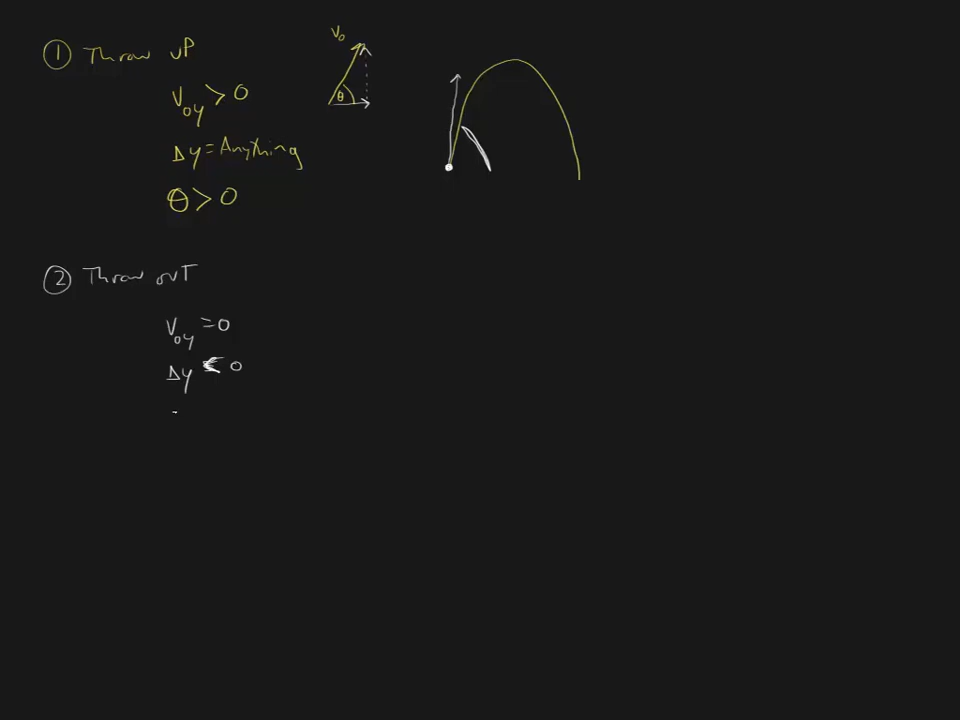 ① Throw uP
V₀
θ
V₀y > 0
Δy = Anything
θ > 0
② Throw ouT
V₀y = 0
Δy < 0